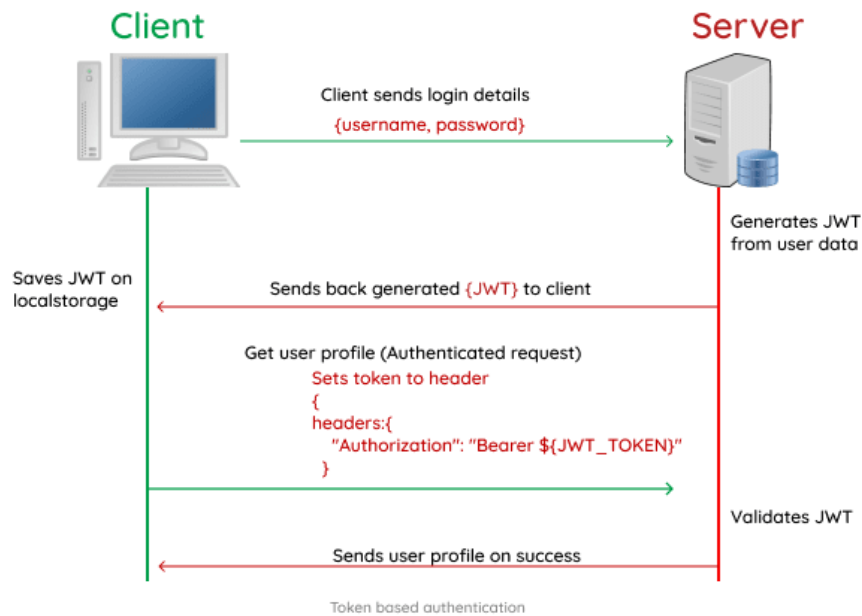 Client
Server
Client sends login details
{username, password}
Generates JWT
from user data
Saves JWT on
localstorage
Sends back generated {JWT} to client
Get user profile (Authenticated request)
Sets token to header
{
headers:{
"Authorization": "Bearer ${JWT_TOKEN}"
}
Validates JWT
Sends user profile on success
Token based authentication